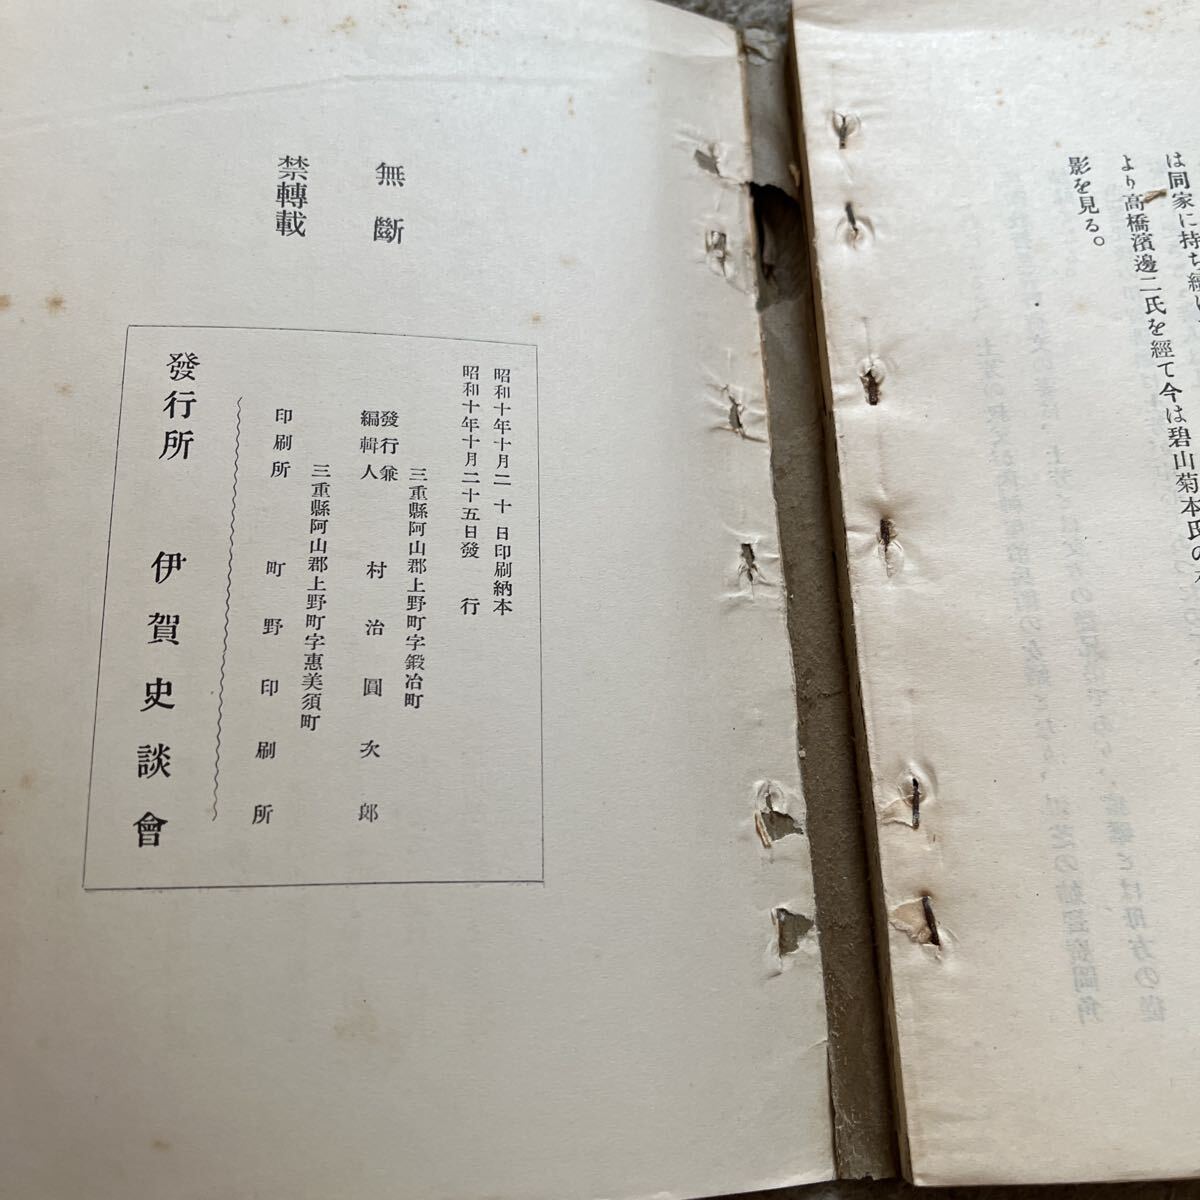 は同家に持ち
より高橋濱邊二氏を經て今は碧山菊本氏の
影を見る。
無斷
禁轉載
昭和十年十月二十日印刷納本
昭和十年十月二十五日發行
三重縣阿山郡上野町字鍛冶町
發行兼
編輯人 村治圓次郎
三重縣阿山郡上野町字惠美須町
印刷所 町野印刷所
發行所 伊賀史談會